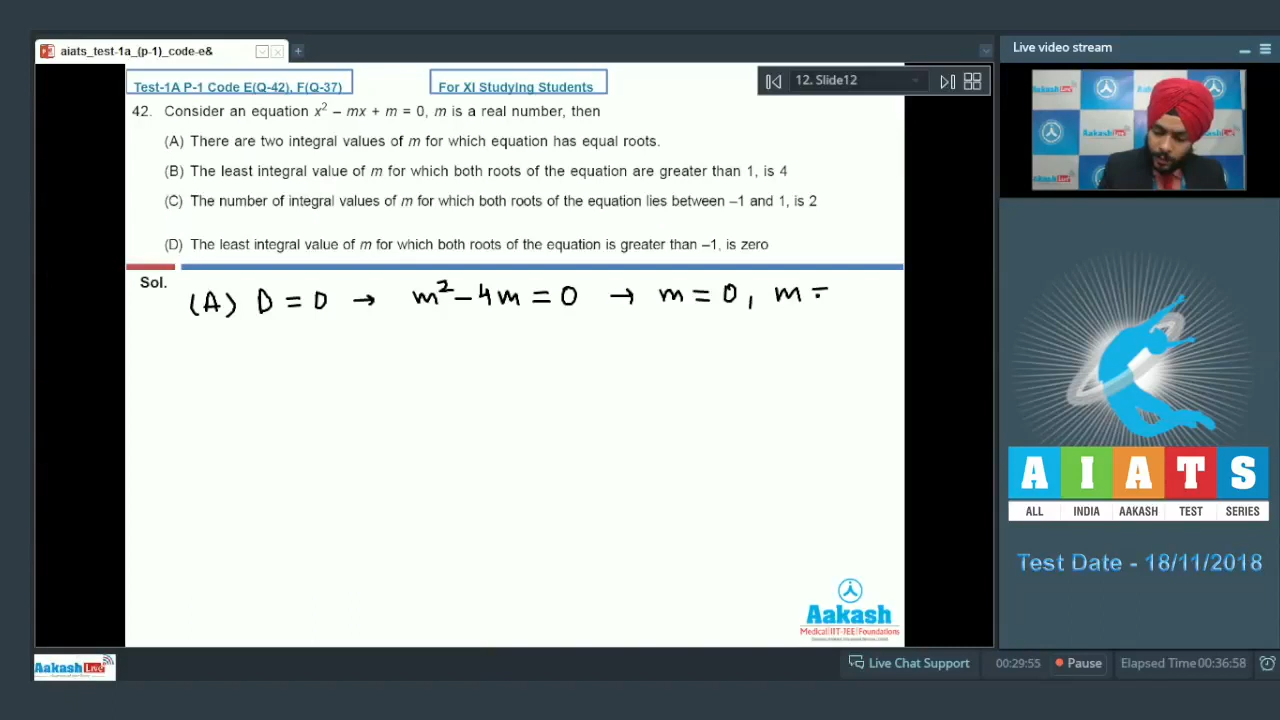 aiats_test-1a_(p-1)_code-e&
Live video stream
Test-1A P-1 Code E(Q-42), F(Q-37)
For XI Studying Students
12. Slide12
42. Consider an equation x² – mx + m = 0, m is a real number, then
(A) There are two integral values of m for which equation has equal roots.
(B) The least integral value of m for which both roots of the equation are greater than 1, is 4
(C) The number of integral values of m for which both roots of the equation lies between –1 and 1, is 2
(D) The least integral value of m for which both roots of the equation is greater than –1, is zero
Sol.
(A) D = 0 → m² – 4m = 0 → m = 0, m =
AIATS
ALL INDIA AAKASH TEST SERIES
Test Date - 18/11/2018
Aakash
Medical|IIT-JEE|Foundations
Aakash Live
Live Chat Support
00:29:55
Pause
Elapsed Time 00:36:58